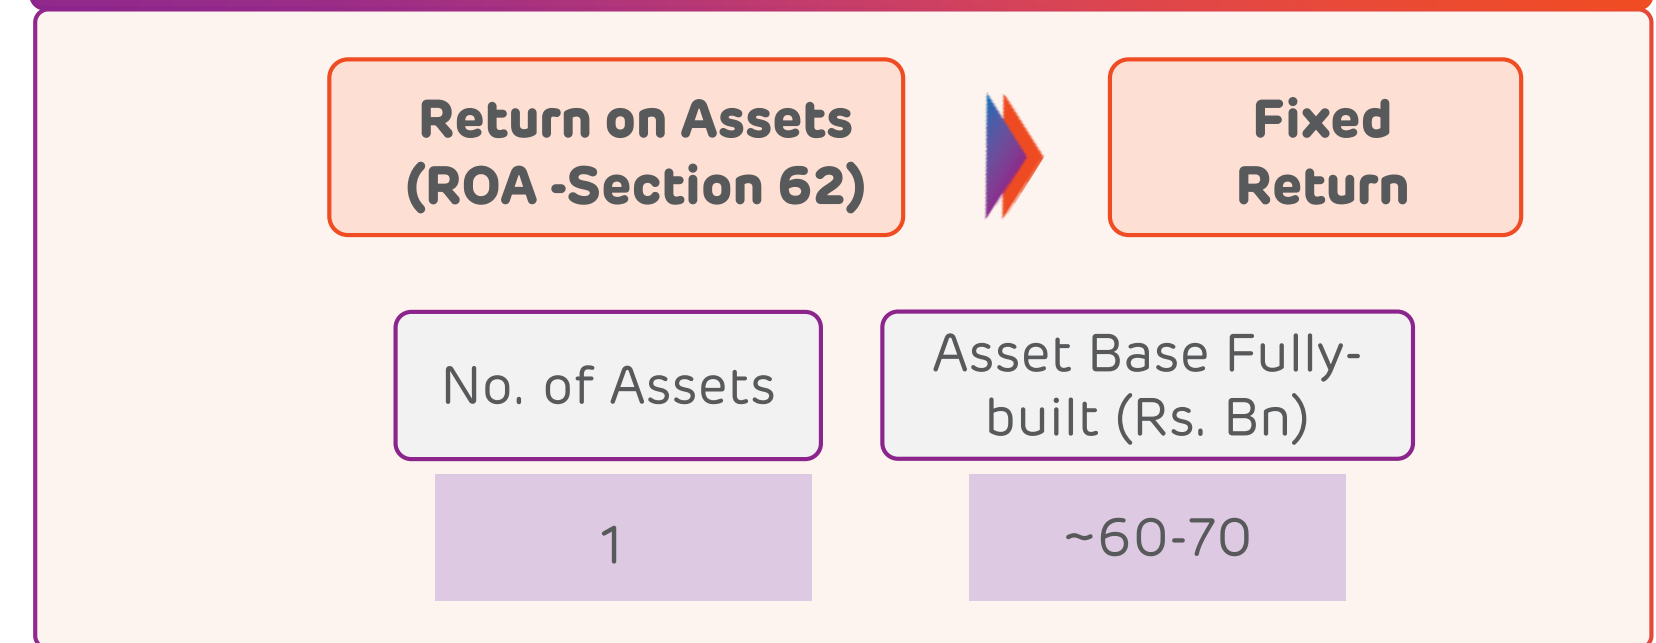 Return on Assets
(ROA -Section 62)
Fixed
Return
No. of Assets
Asset Base Fully-
built (Rs. Bn)
1
~60-70